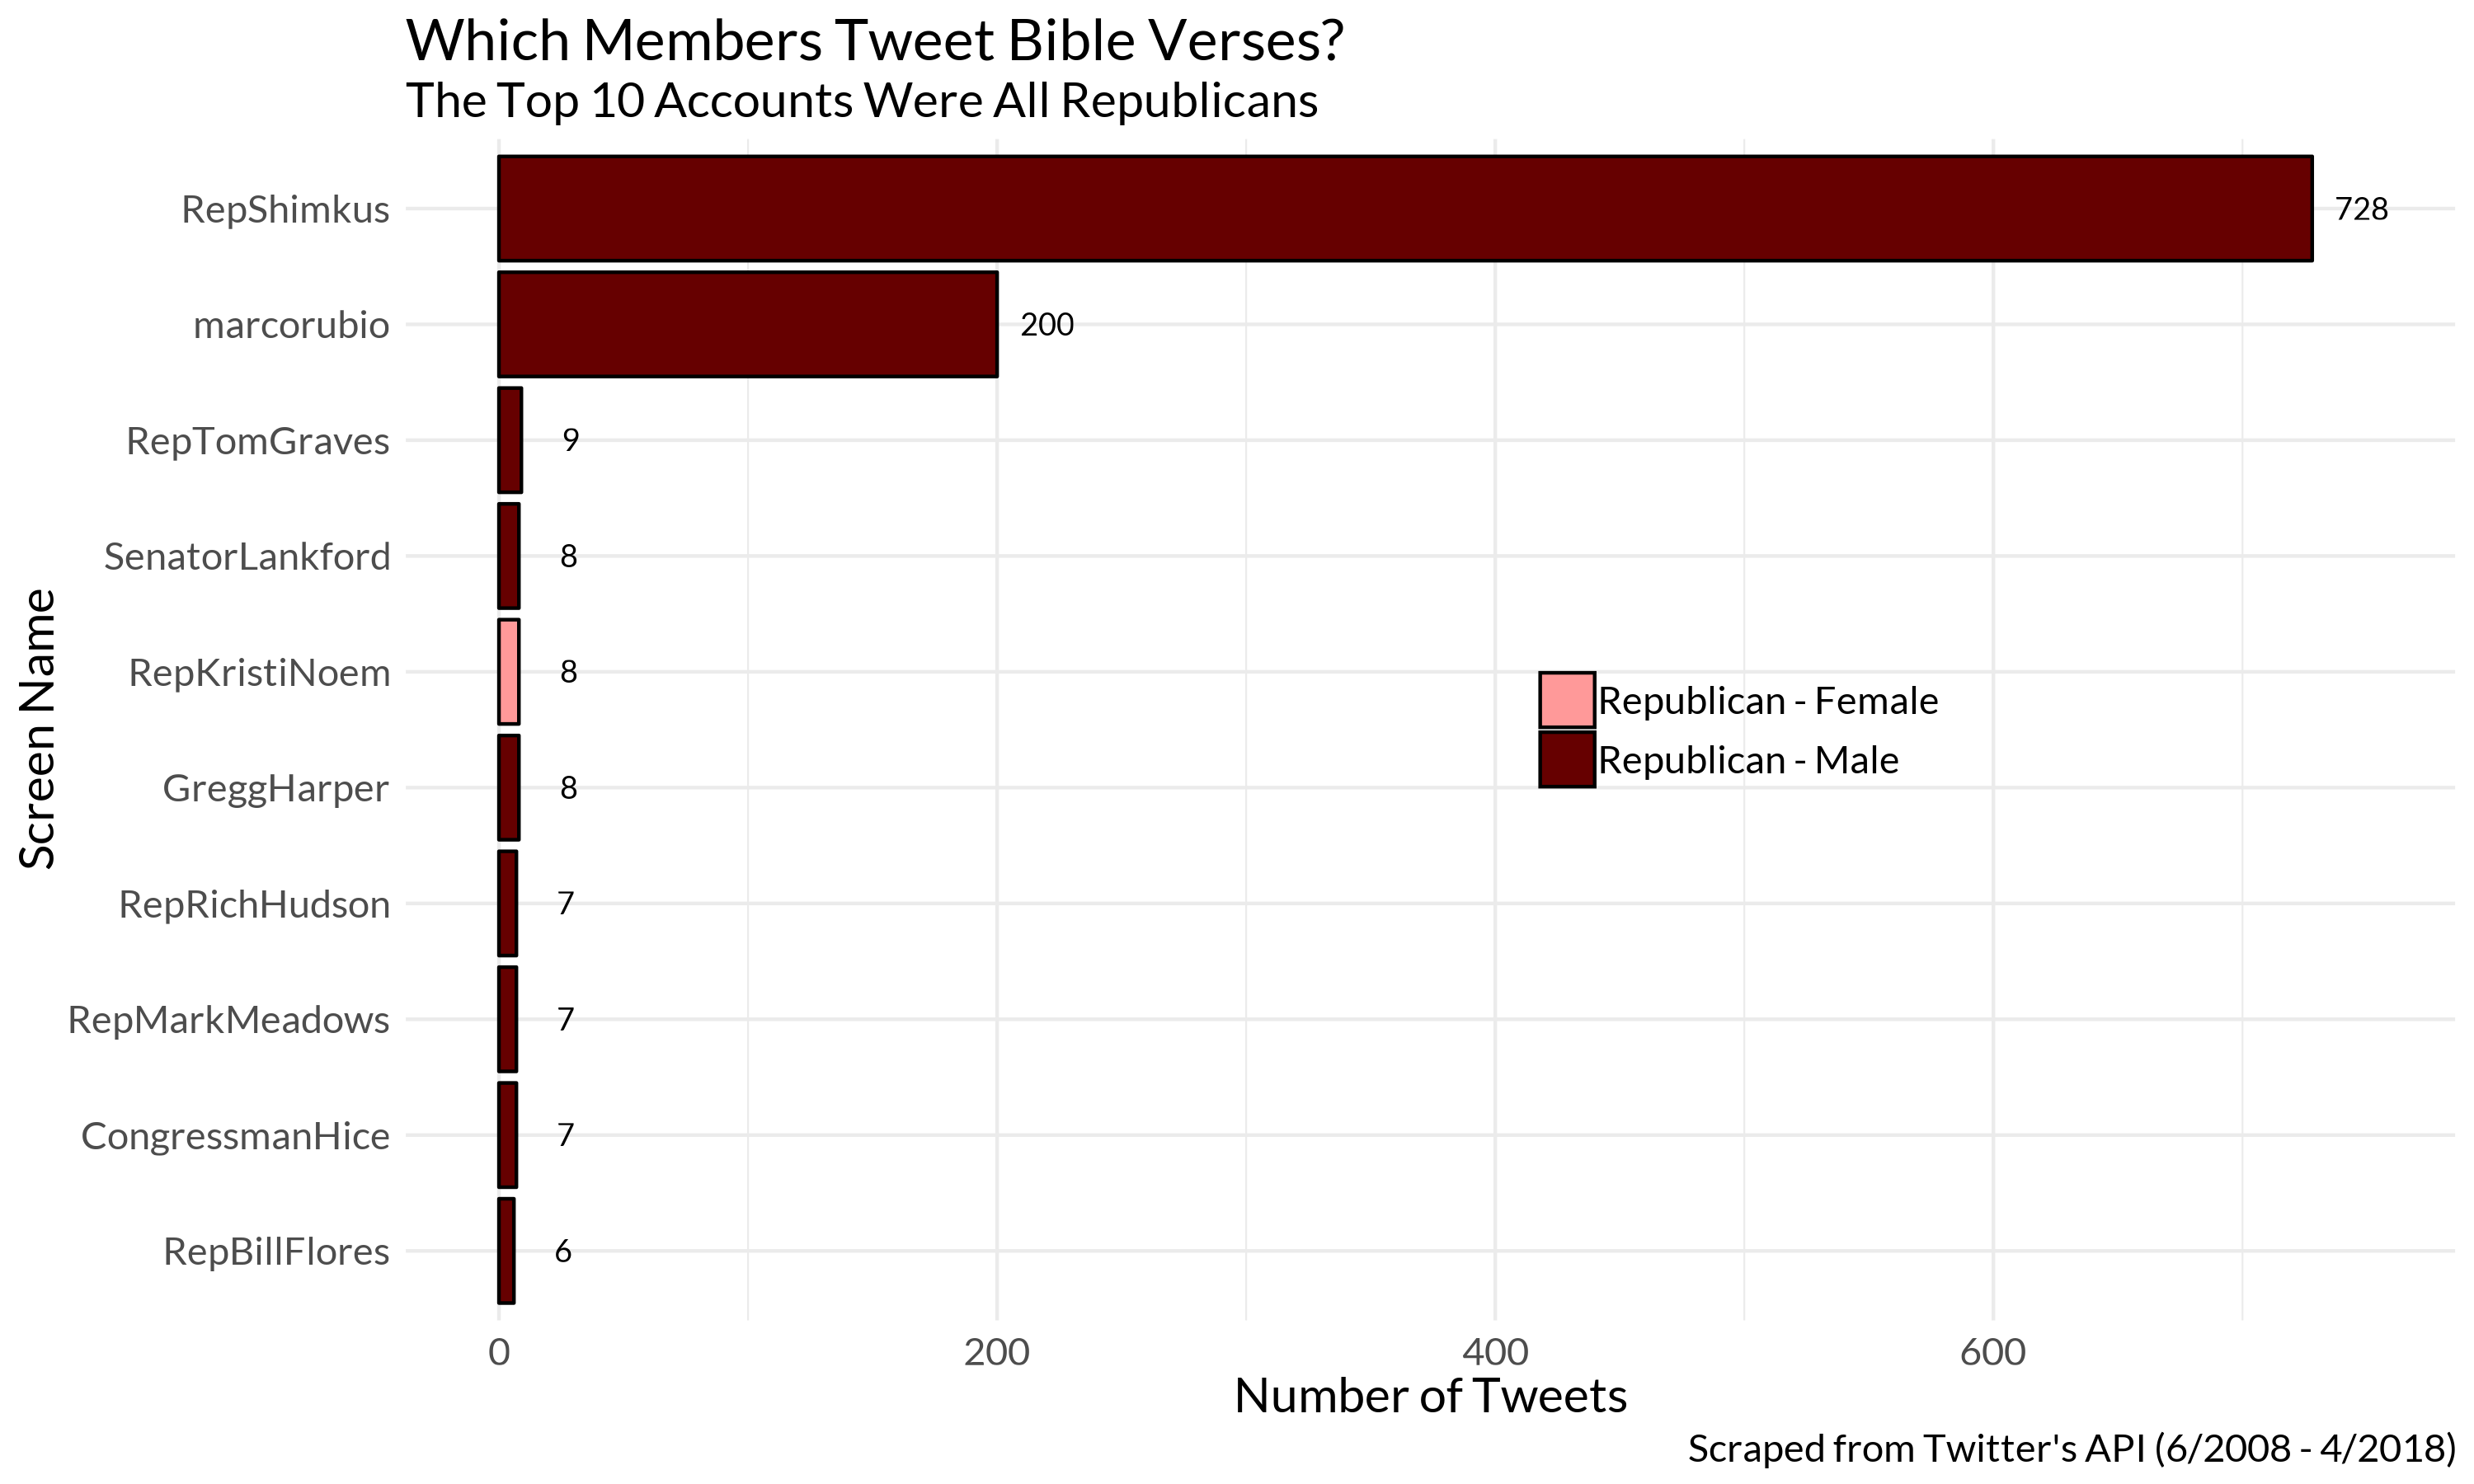 Which Members Tweet Bible Verses?
The Top 10 Accounts Were All Republicans
Screen Name
RepShimkus 728
marcorubio 200
RepTomGraves 9
SenatorLankford 8
RepKristiNoem 8
GreggHarper 8
RepRichHudson 7
RepMarkMeadows 7
CongressmanHice 7
RepBillFlores 6
Republican - Female
Republican - Male
0 200 400 600
Number of Tweets
Scraped from Twitter's API (6/2008 - 4/2018)